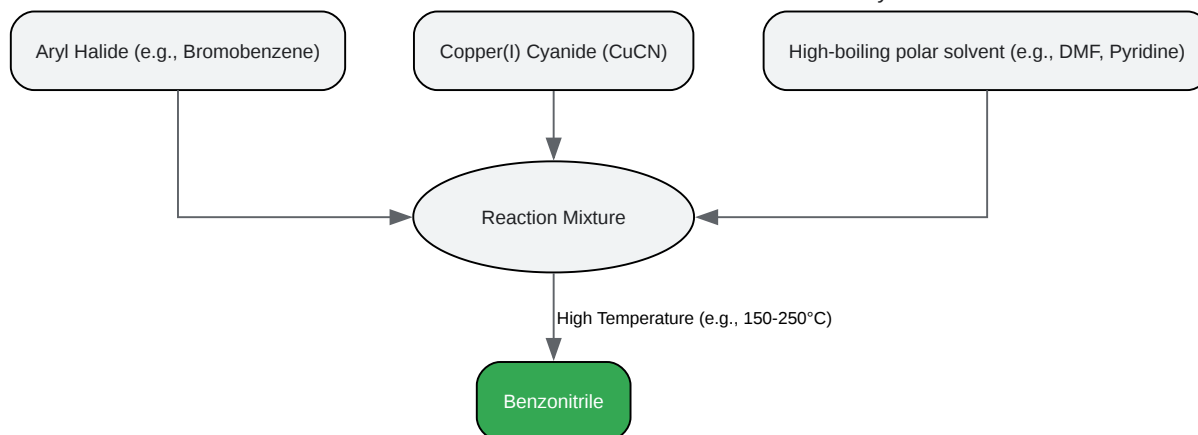 Aryl Halide (e.g., Bromobenzene)
Copper(I) Cyanide (CuCN)
High-boiling polar solvent (e.g., DMF, Pyridine)
Reaction Mixture
High Temperature (e.g., 150-250°C)
Benzonitrile